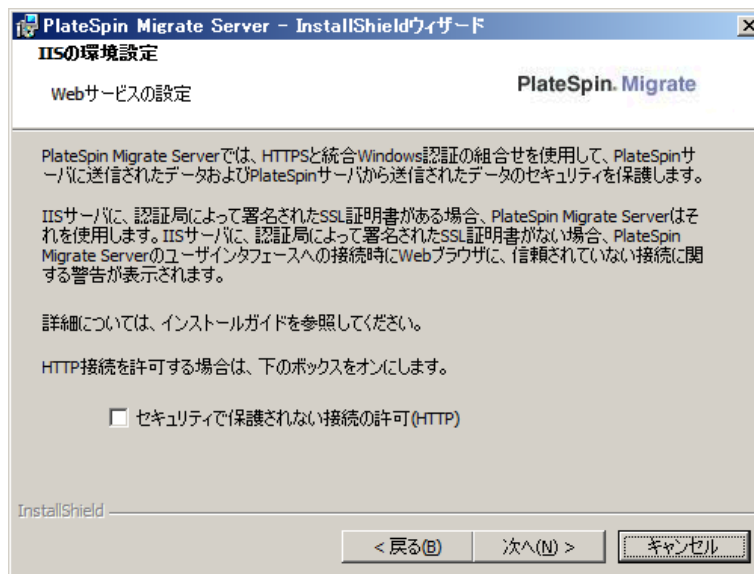 PlateSpin Migrate Server - InstallShieldウィザード
IISの環境設定
Webサービスの設定
PlateSpin. Migrate
PlateSpin Migrate Serverでは、HTTPSと統合Windows認証の組合せを使用して、PlateSpinサ
ーバに送信されたデータおよびPlateSpinサーバから送信されたデータのセキュリティを保護します。
IISサーバに、認証局によって署名されたSSL証明書がある場合、PlateSpin Migrate Serverはそ
れを使用します。IISサーバに、認証局によって署名されたSSL証明書がない場合、PlateSpin
Migrate Serverのユーザインタフェースへの接続時にWebブラウザに、信頼されていない接続に関
する警告が表示されます。
詳細については、インストールガイドを参照してください。
HTTP接続を許可する場合は、下のボックスをオンにします。
セキュリティで保護されない接続の許可(HTTP)
InstallShield
< 戻る(B) 次へ(N) > キャンセル